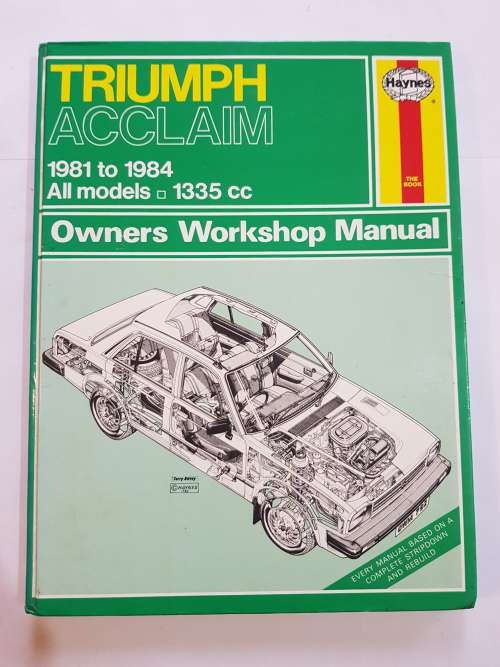 TRIUMPH
ACCLAIM
1981 to 1984
All models □ 1335 cc
Haynes
®
THE
BOOK
Owners Workshop Manual
Terry Davey
© HAYNES
EVERY MANUAL BASED ON A
COMPLETE STRIPDOWN
AND REBUILD